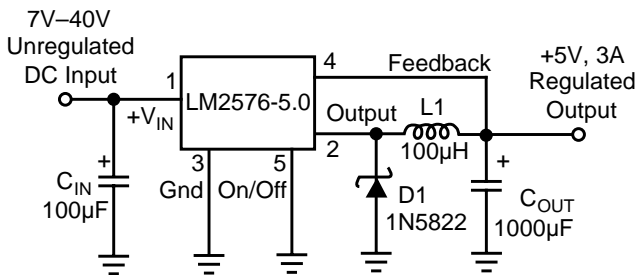 7V–40V
Unregulated
DC Input
1
+VIN
LM2576-5.0
4
Feedback
Output
2
L1
100µH
+5V, 3A
Regulated
Output
3
Gnd
5
On/Off
+
CIN
100µF
D1
1N5822
+
COUT
1000µF